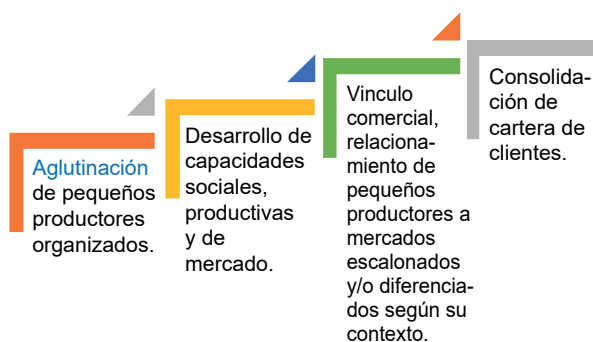 Aglutinación
de pequeños
productores
organizados.
Desarrollo de
capacidades
sociales,
productivas
y de
mercado.
Vinculo
comercial,
relaciona-
miento de
pequeños
productores a
mercados
escalonados
y/o diferencia-
dos según su
contexto.
Consolida-
ción de
cartera de
clientes.